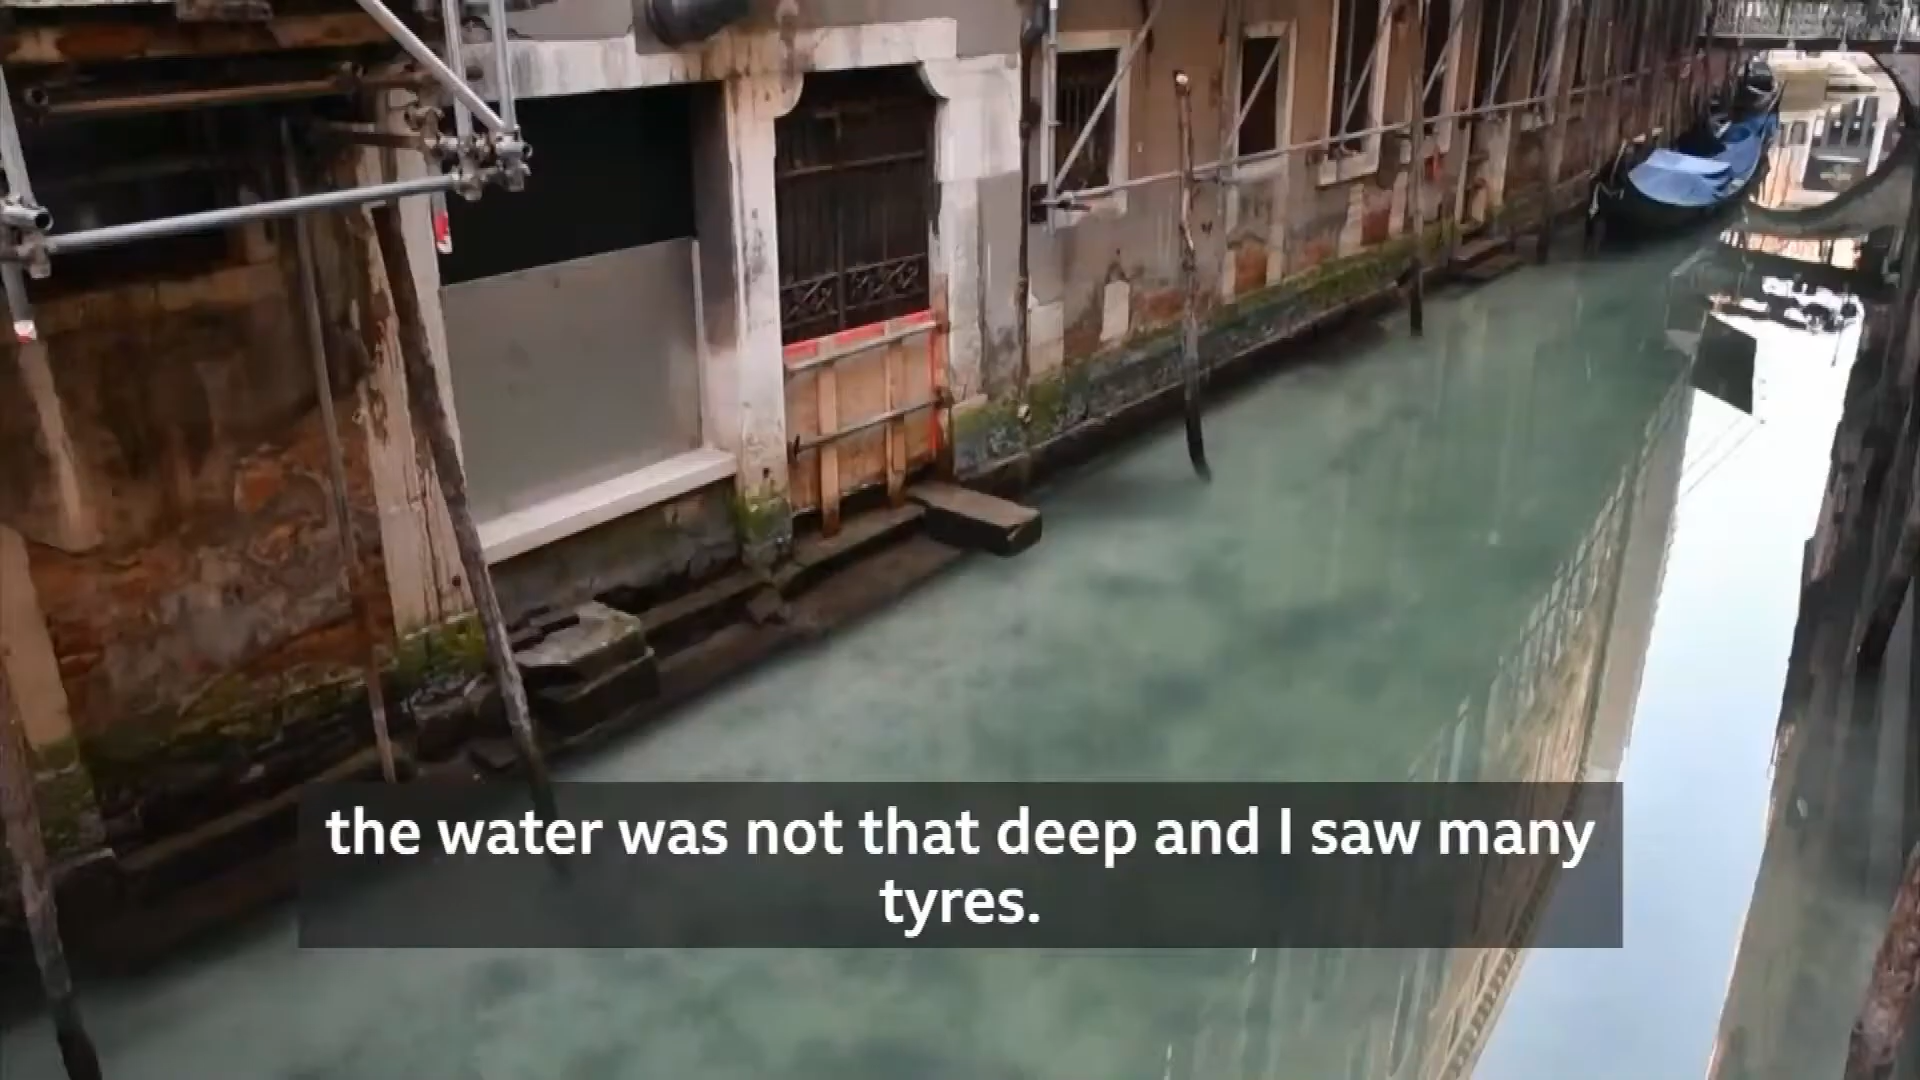 the water was not that deep and I saw many
tyres.